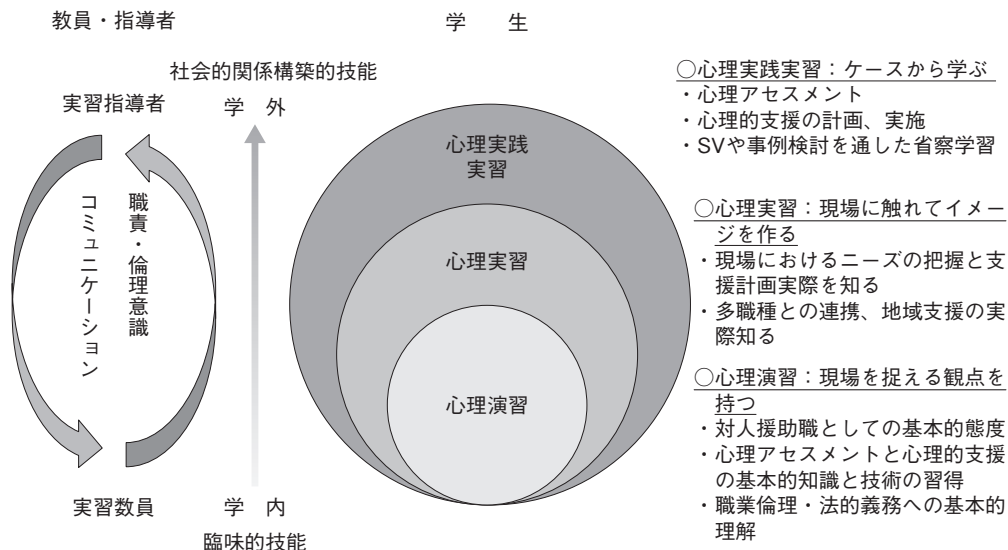 教員・指導者
学　生
社会的関係構築的技能
実習指導者
学　外
コミュニケーション
職責・倫理意識
実習数員
学　内
臨味的技能
心理実践
実習
心理実習
心理演習
○心理実践実習：ケースから学ぶ
・心理アセスメント
・心理的支援の計画、実施
・SVや事例検討を通した省察学習
○心理実習：現場に触れてイメー
ジを作る
・現場におけるニーズの把握と支
援計画実際を知る
・多職種との連携、地域支援の実
際知る
○心理演習：現場を捉える観点を
持つ
・対人援助職としての基本的態度
・心理アセスメントと心理的支援
の基本的知識と技術の習得
・職業倫理・法的義務への基本的
理解